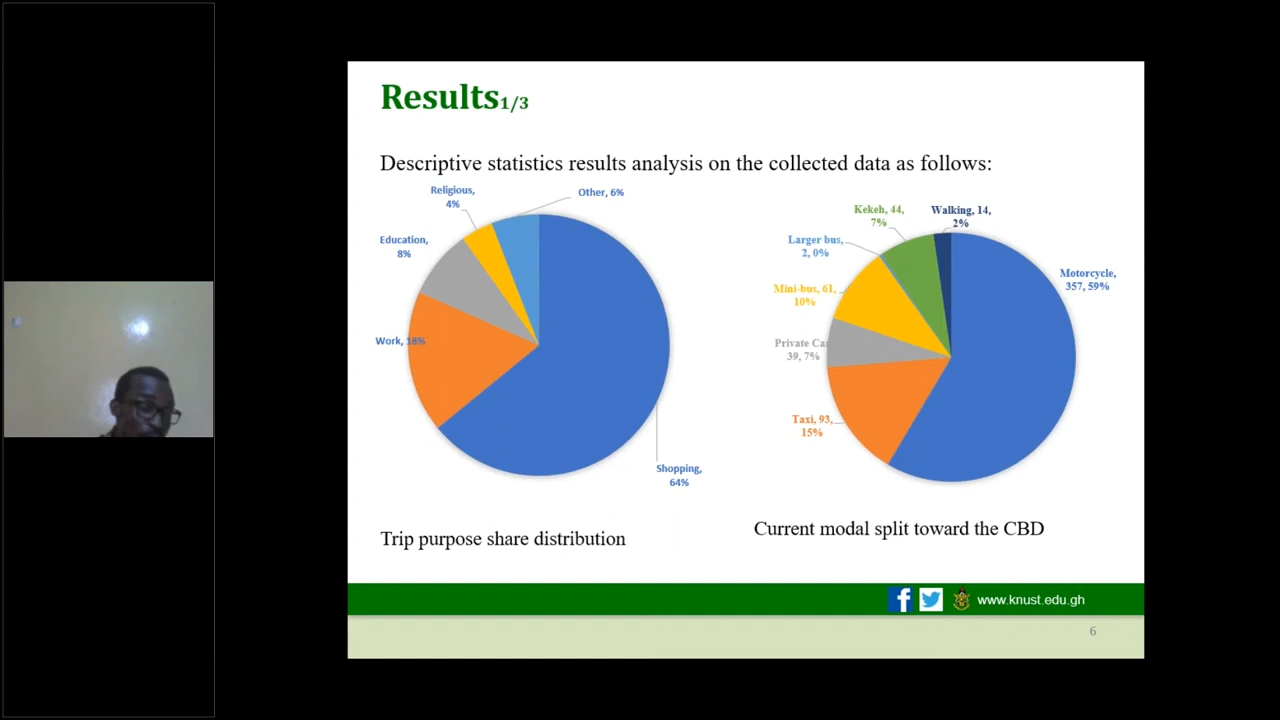 Results1/3
Descriptive statistics results analysis on the collected data as follows:
Religious,
4%
Other, 6%
Education,
8%
Work, 18%
Shopping,
64%
Trip purpose share distribution
Kekeh, 44,
7%
Walking, 14,
2%
Larger bus,
2, 0%
Motorcycle,
357, 59%
Mini-bus, 61,
10%
Private Car
39, 7%
Taxi, 93,
15%
Current modal split toward the CBD
www.knust.edu.gh
6